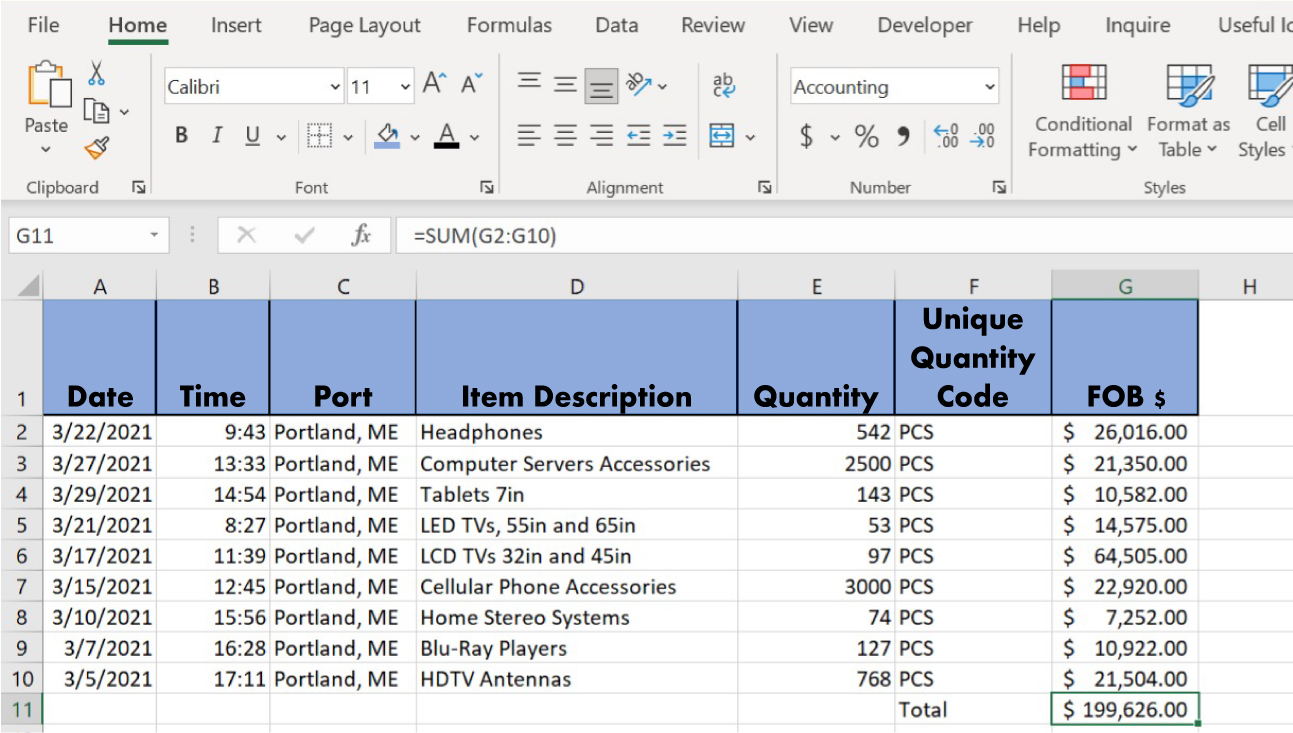 File Home Insert Page Layout Formulas Data Review View Developer Help Inquire Useful
Calibri 11 A A ab Accounting
Paste B I U A $ % 9 .00 .00 .0 Conditional Format as Cell
Formatting Table Styles
Clipboard Font Alignment Number Styles
G11 fx =SUM(G2:G10)
A B C D E F G H
1 Date Time Port Item Description Quantity Unique Quantity Code FOB $
2 3/22/2021 9:43 Portland, ME Headphones 542 PCS $ 26,016.00
3 3/27/2021 13:33 Portland, ME Computer Servers Accessories 2500 PCS $ 21,350.00
4 3/29/2021 14:54 Portland, ME Tablets 7in 143 PCS $ 10,582.00
5 3/21/2021 8:27 Portland, ME LED TVs, 55in and 65in 53 PCS $ 14,575.00
6 3/17/2021 11:39 Portland, ME LCD TVs 32in and 45in 97 PCS $ 64,505.00
7 3/15/2021 12:45 Portland, ME Cellular Phone Accessories 3000 PCS $ 22,920.00
8 3/10/2021 15:56 Portland, ME Home Stereo Systems 74 PCS $ 7,252.00
9 3/7/2021 16:28 Portland, ME Blu-Ray Players 127 PCS $ 10,922.00
10 3/5/2021 17:11 Portland, ME HDTV Antennas 768 PCS $ 21,504.00
11 Total $ 199,626.00